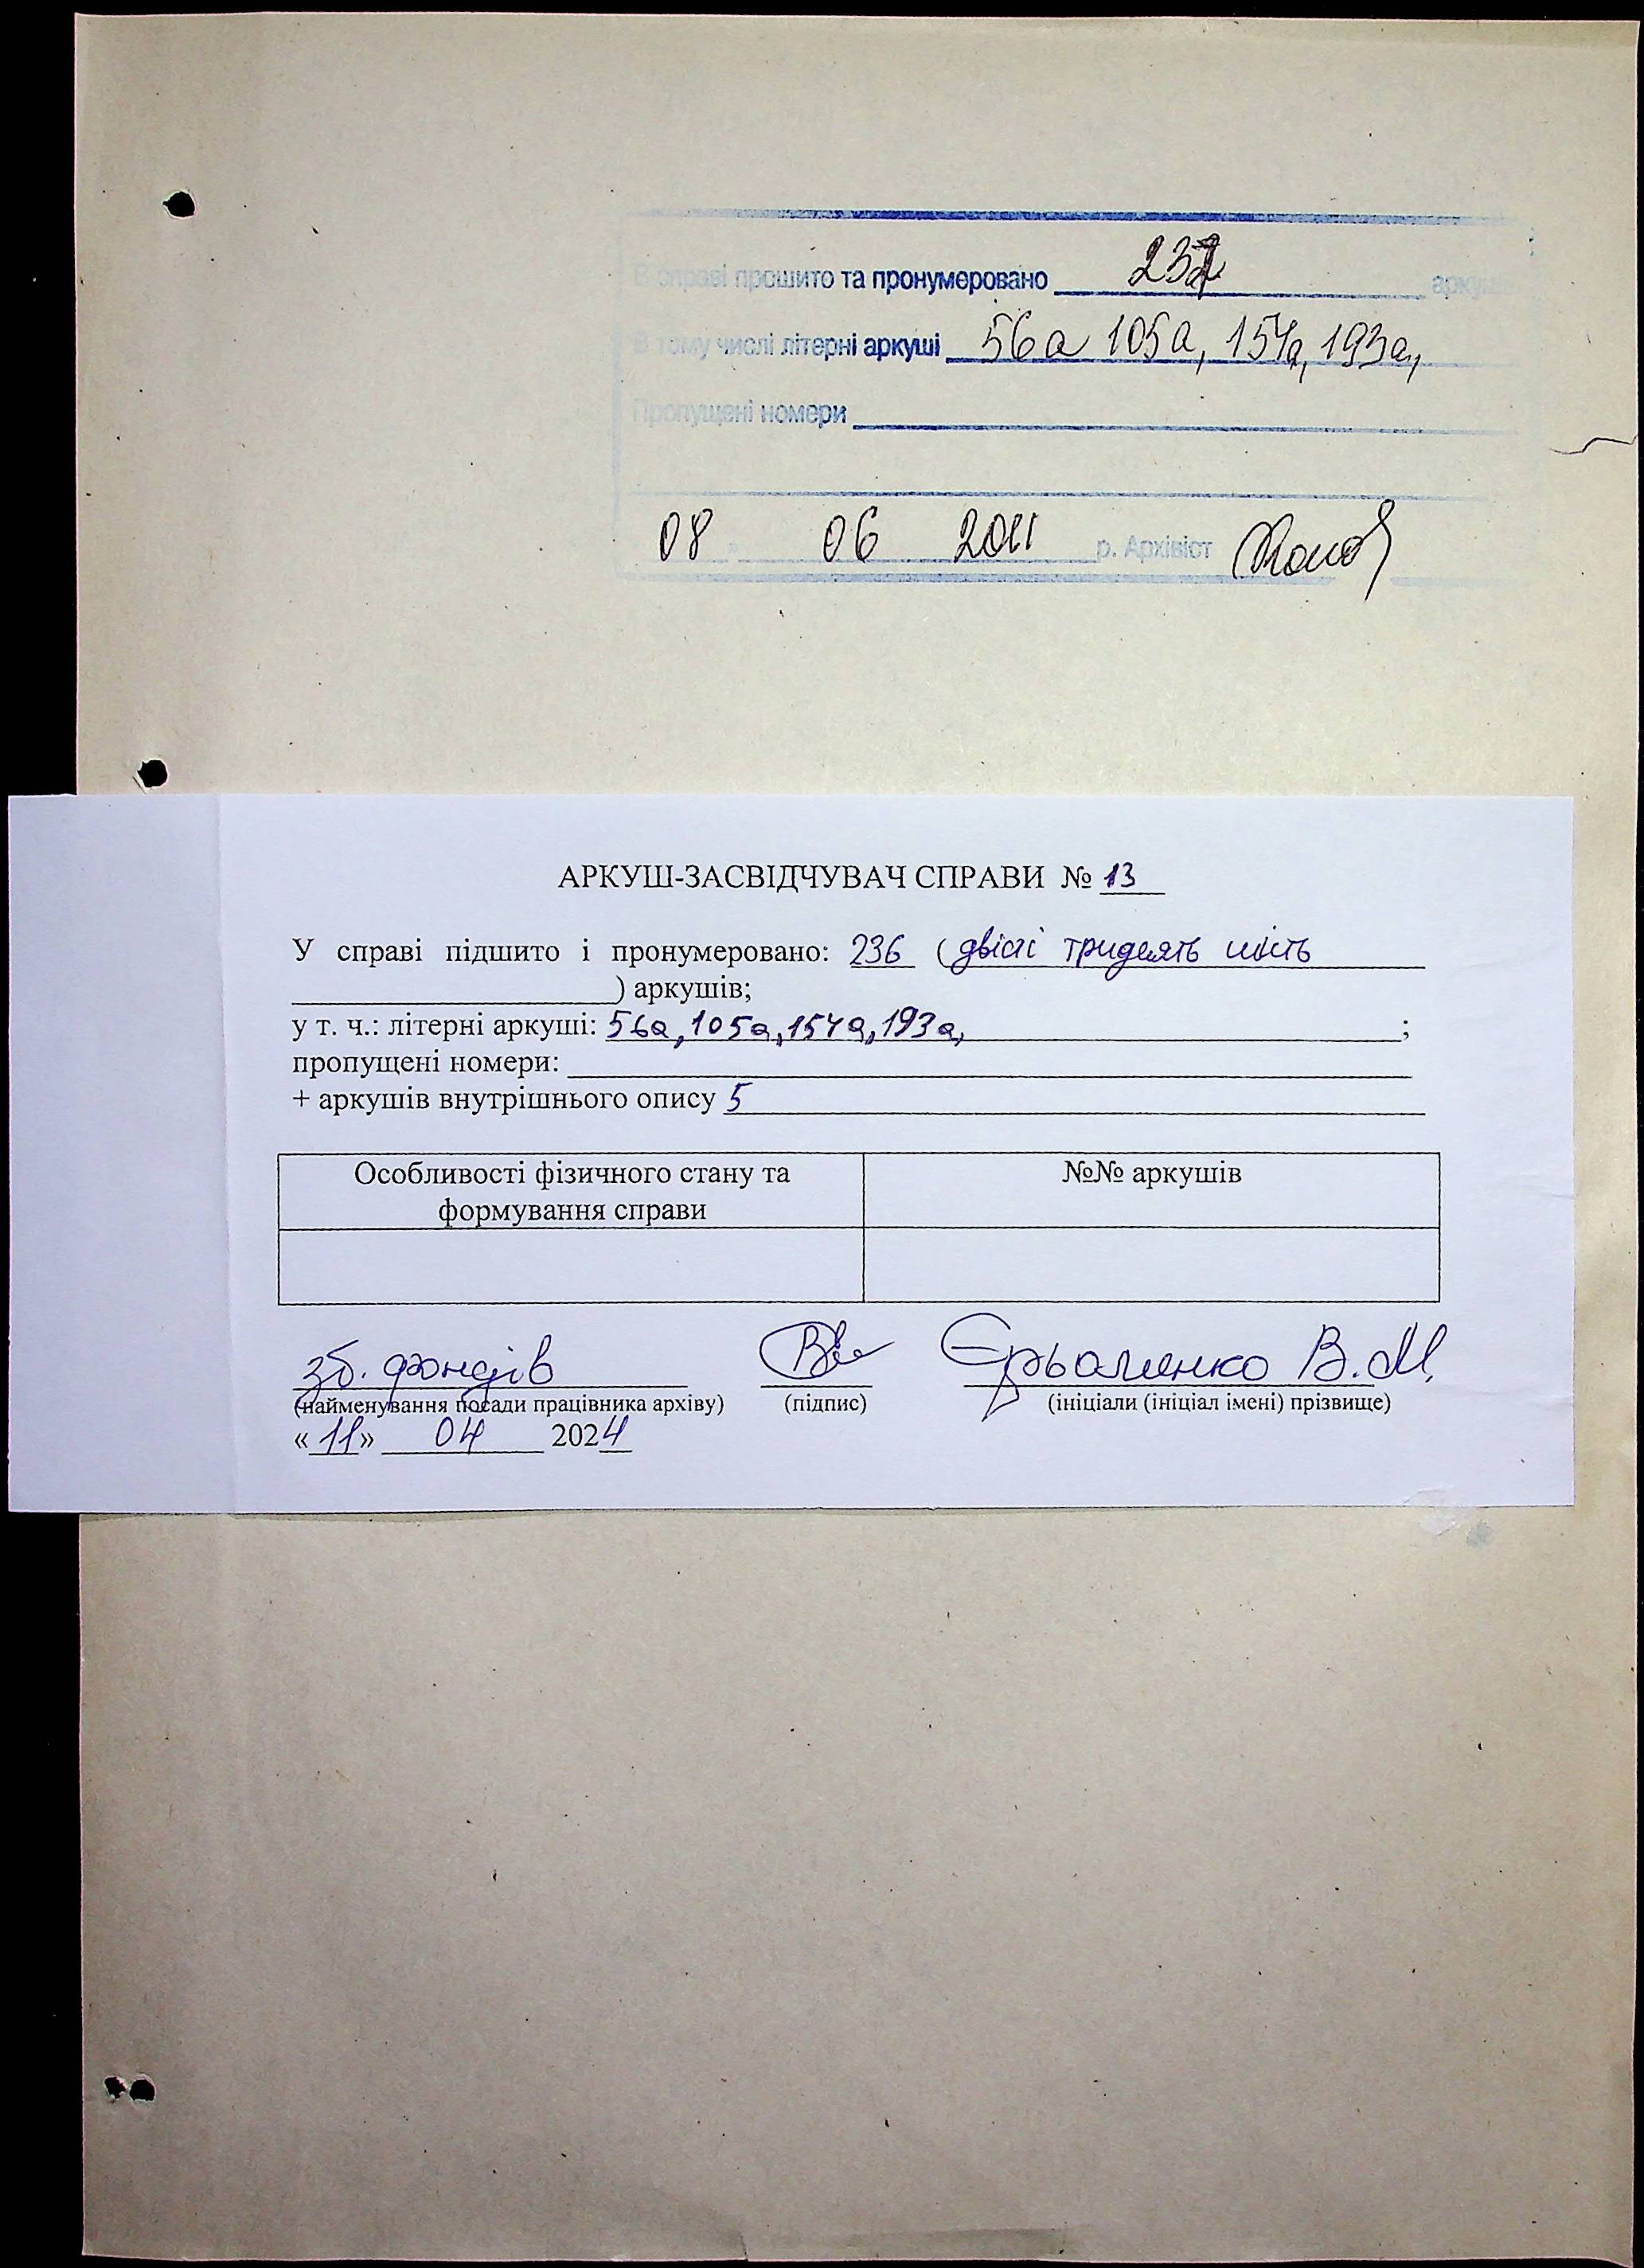 В справі прошито та пронумеровано 237 аркуш
В тому числі літерні аркуші 56а 105а, 154а, 193а,
Пропущені номери
08 » 06 2011 р. Архівіст
АРКУШ-ЗАСВІДЧУВАЧ СПРАВИ № 13
У справі підшито і пронумеровано: 236 (двісті тридцять шість
) аркушів;
у т. ч.: літерні аркуші: 56а, 105а, 154а, 193а, ;
пропущені номери:
+ аркушів внутрішнього опису 5
Особливості фізичного стану та
формування справи
№№ аркушів
зб. фондів Єрьоменко В.М.
(найменування посади працівника архіву) (підпис) (ініціали (ініціал імені) прізвище)
«11» 04 2024